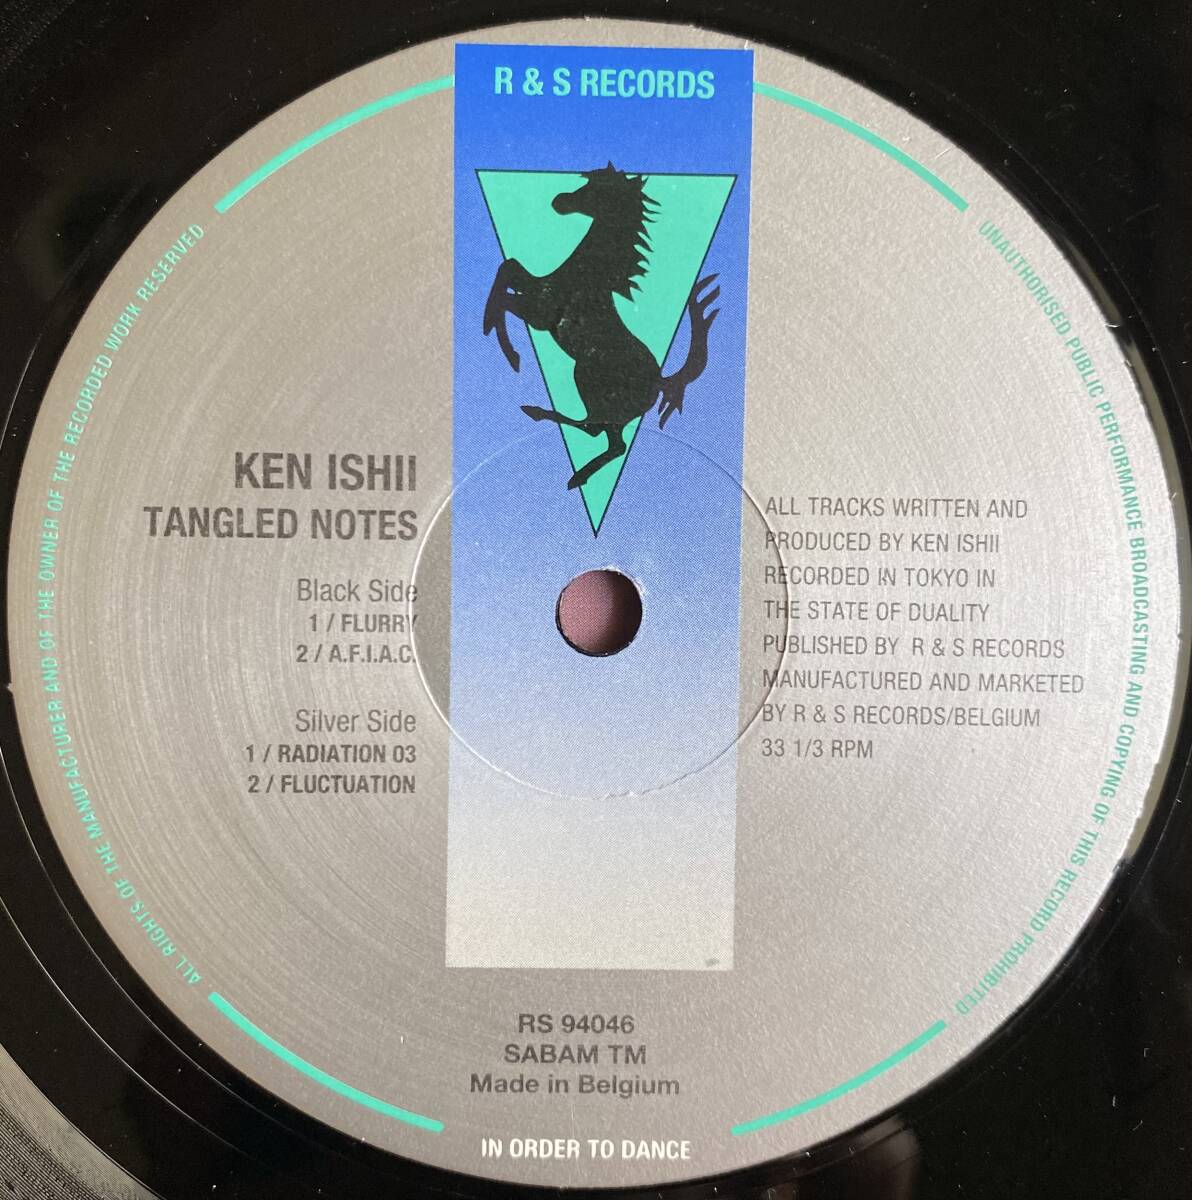 R & S RECORDS
KEN ISHII
TANGLED NOTES
Black Side
1 / FLURRY
2 / A.F.I.A.C.
Silver Side
1 / RADIATION 03
2 / FLUCTUATION
ALL TRACKS WRITTEN AND
PRODUCED BY KEN ISHII
RECORDED IN TOKYO IN
THE STATE OF DUALITY
PUBLISHED BY R & S RECORDS
MANUFACTURED AND MARKETED
BY R & S RECORDS/BELGIUM
33 1/3 RPM
RS 94046
SABAM TM
Made in Belgium
IN ORDER TO DANCE
ALL RIGHTS OF THE MANUFACTURER AND OF THE OWNER OF THE RECORDED WORK RESERVED
UNAUTHORISED PUBLIC PERFORMANCE BROADCASTING AND COPYING OF THIS RECORD PROHIBITED